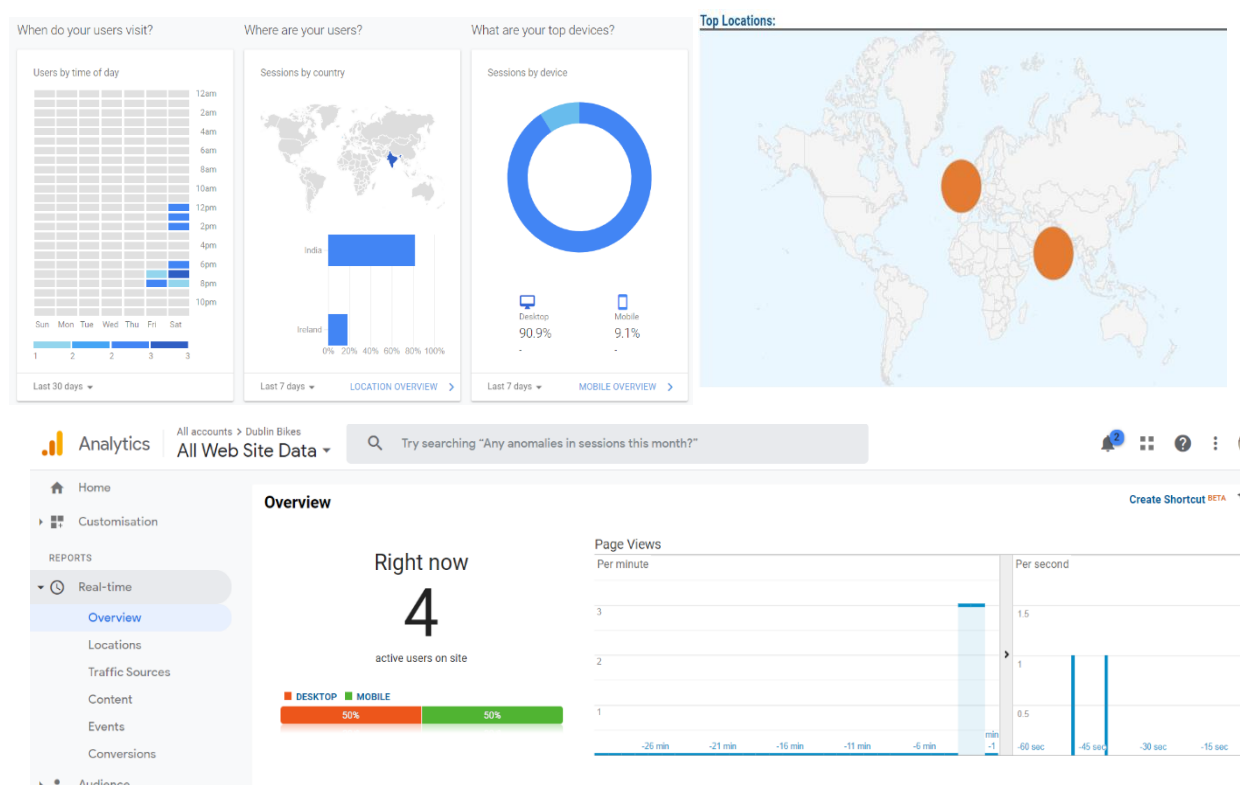 When do your users visit?
Users by time of day
12am
2am
4am
6am
8am
10am
12pm
2pm
4pm
6pm
8pm
10pm
Sun Mon Tue Wed Thu Fri Sat
1 2 2 3 3
Last 30 days
Where are your users?
Sessions by country
India
Ireland
0% 20% 40% 60% 80% 100%
Last 7 days LOCATION OVERVIEW
What are your top devices?
Sessions by device
Desktop Mobile
90.9% 9.1%
- -
Last 7 days MOBILE OVERVIEW
Top Locations:
Analytics
All accounts > Dublin Bikes
All Web Site Data
Try searching “Any anomalies in sessions this month?”
2
Home
Customisation
REPORTS
Real-time
Overview
Locations
Traffic Sources
Content
Events
Conversions
Audience
Overview
Create Shortcut BETA
Right now
4
active users on site
DESKTOP MOBILE
50% 50%
Page Views
Per minute
3
2
1
-26 min -21 min -16 min -11 min -6 min
min
-1
Per second
1.5
1
0.5
-60 sec -45 sec -30 sec -15 sec